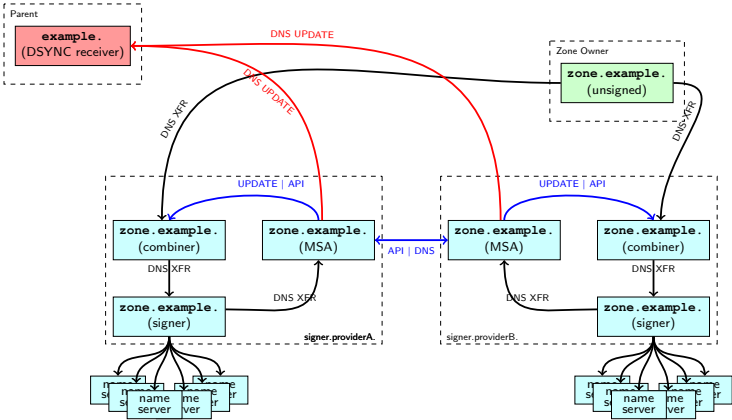 Parent
example.
(DSYNC receiver)
DNS UPDATE
Zone Owner
zone.example.
(unsigned)
DNS UPDATE
DNS XFR
DNS XFR
UPDATE | API
UPDATE | API
zone.example.
(combiner)
zone.example.
(MSA)
API | DNS
zone.example.
(MSA)
zone.example.
(combiner)
DNS XFR
DNS XFR
DNS XFR
DNS XFR
zone.example.
(signer)
zone.example.
(signer)
signer.providerA.
signer.providerB.
name
server
name
server